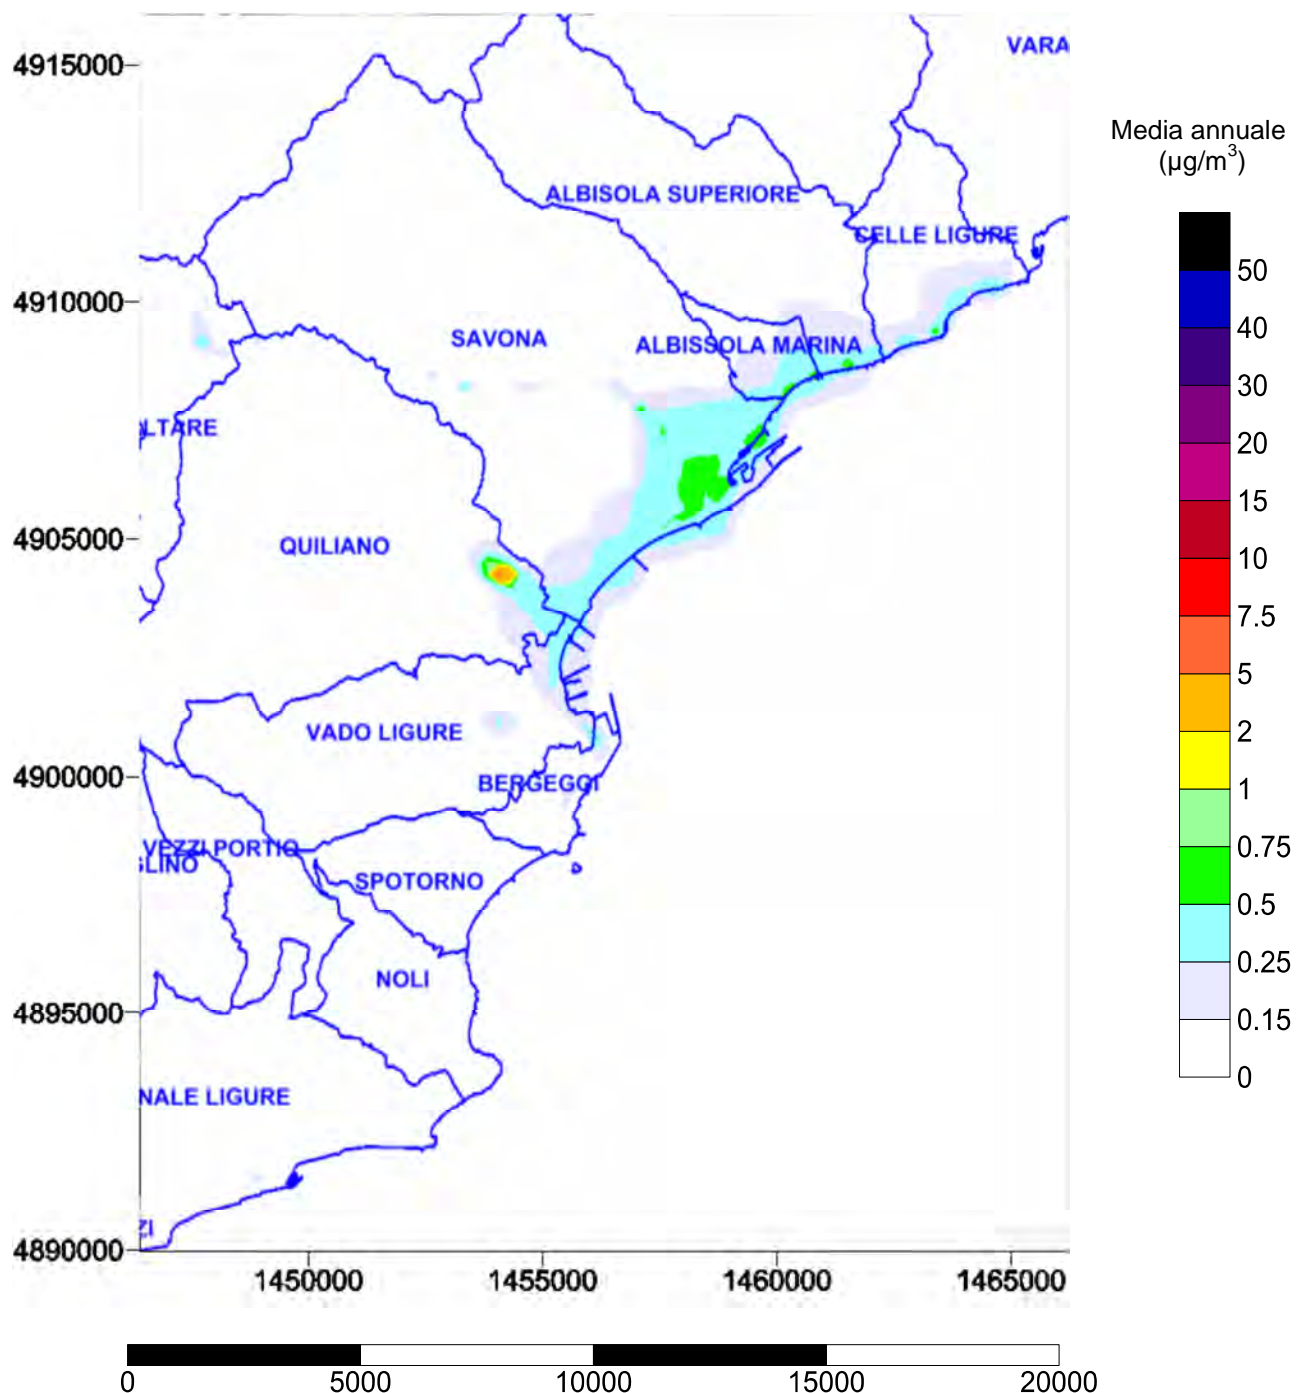 4915000
VARA
Media annuale
(µg/m³)
ALBISOLA SUPERIORE
CELLE LIGURE
50
4910000
40
SAVONA
ALBISSOLA MARINA
30
LTARE
20
15
4905000
QUILIANO
10
7.5
5
VADO LIGURE
2
4900000
BERGEGGI
1
VEZZI PORTIO
GLINO
0.75
SPOTORNO
0.5
NOLI
0.25
4895000
0.15
NALE LIGURE
0
ZI
4890000
1450000 1455000 1460000 1465000
0 5000 10000 15000 20000